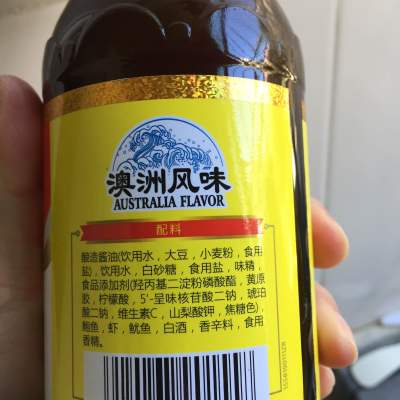 澳洲风味
AUSTRALIA FLAVOR
配料
酿造酱油(饮用水，大豆，小麦粉，食用
盐)，饮用水，白砂糖，食用盐，味精，
食品添加剂(羟丙基二淀粉磷酸酯，黄原
胶，柠檬酸，5'-呈味核苷酸二钠，琥珀
酸二钠，维生素C，山梨酸钾，焦糖色)，
鲍鱼，虾，鱿鱼，白酒，香辛料，食用
香精。